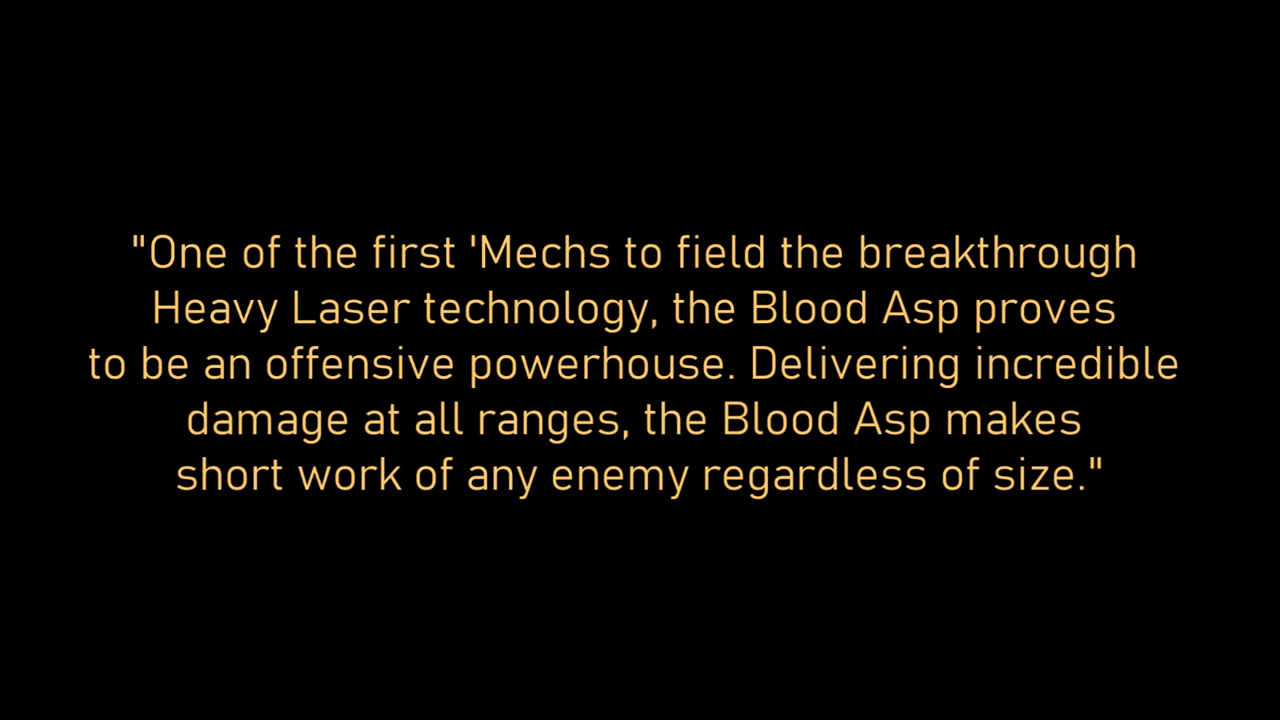 "One of the first 'Mechs to field the breakthrough
Heavy Laser technology, the Blood Asp proves
to be an offensive powerhouse. Delivering incredible
damage at all ranges, the Blood Asp makes
short work of any enemy regardless of size."